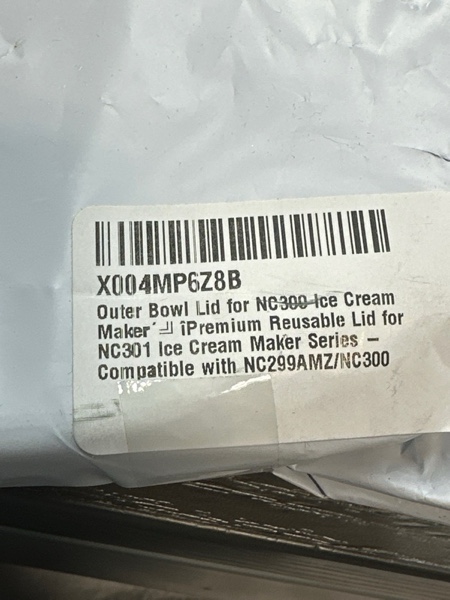 X004MP6Z8B
Outer Bowl Lid for NC300 Ice Cream
Maker îPremium Reusable Lid for
NC301 Ice Cream Maker Series –
Compatible with NC299AMZ/NC300